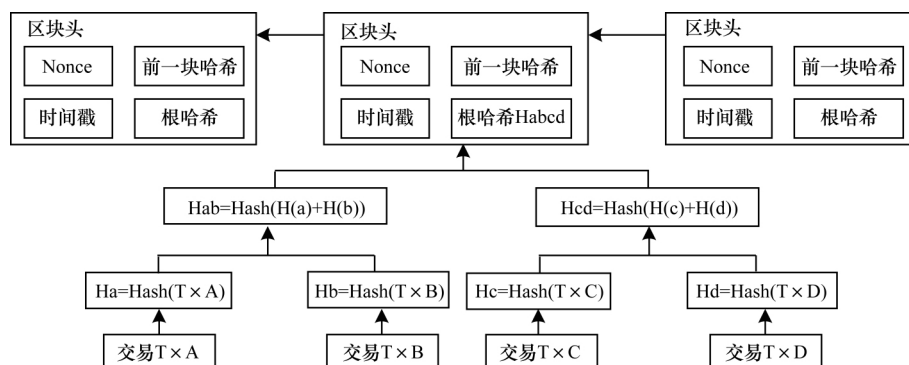 区块头
区块头
区块头
Nonce
前一块哈希
Nonce
前一块哈希
Nonce
前一块哈希
时间戳
根哈希
时间戳
根哈希Habcd
时间戳
根哈希
Hab=Hash(H(a)+H(b))
Hcd=Hash(H(c)+H(d))
Ha=Hash(T×A)
Hb=Hash(T×B)
Hc=Hash(T×C)
Hd=Hash(T×D)
交易T×A
交易T×B
交易T×C
交易T×D